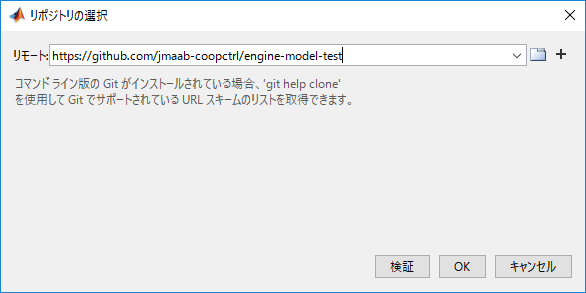 リポジトリの選択
リモート: https://github.com/jmaab-coopctrl/engine-model-test
コマンドライン版の Git がインストールされている場合、'git help clone'
を使用して Git でサポートされている URL スキームのリストを取得できます。
検証 OK キャンセル